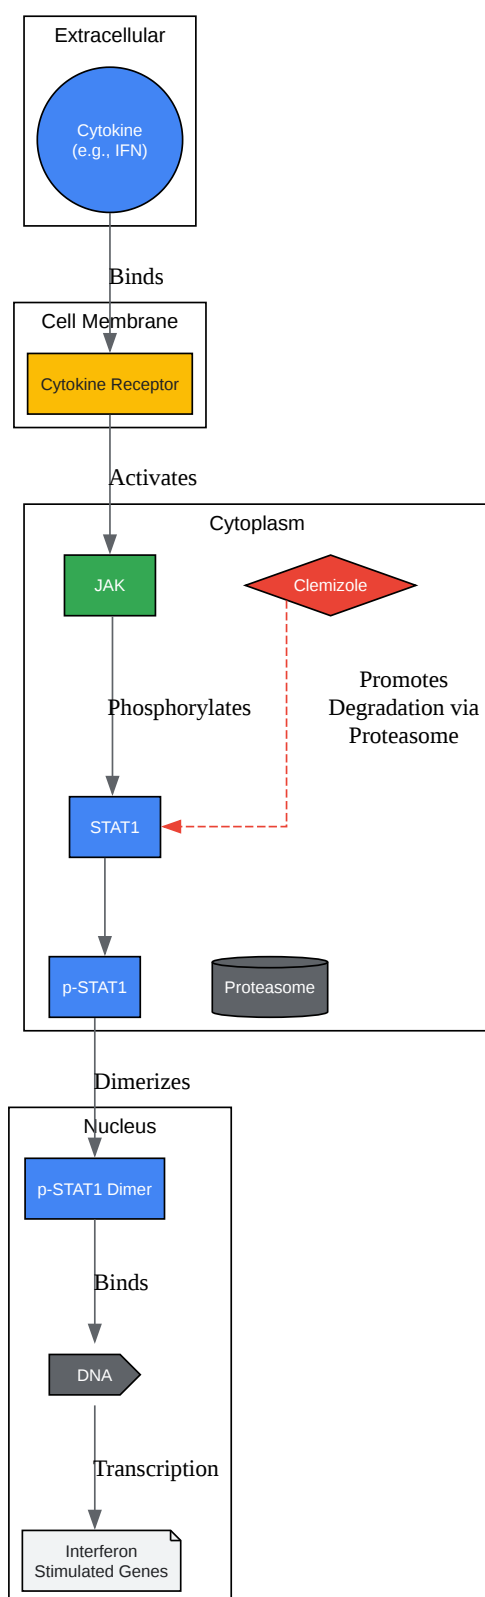 Extracellular
Cytokine
(e.g., IFN)
Binds
Cell Membrane
Cytokine Receptor
Activates
Cytoplasm
JAK
Clemizole
Phosphorylates
Promotes
Degradation via
Proteasome
STAT1
p-STAT1
Proteasome
Dimerizes
Nucleus
p-STAT1 Dimer
Binds
DNA
Transcription
Interferon
Stimulated Genes